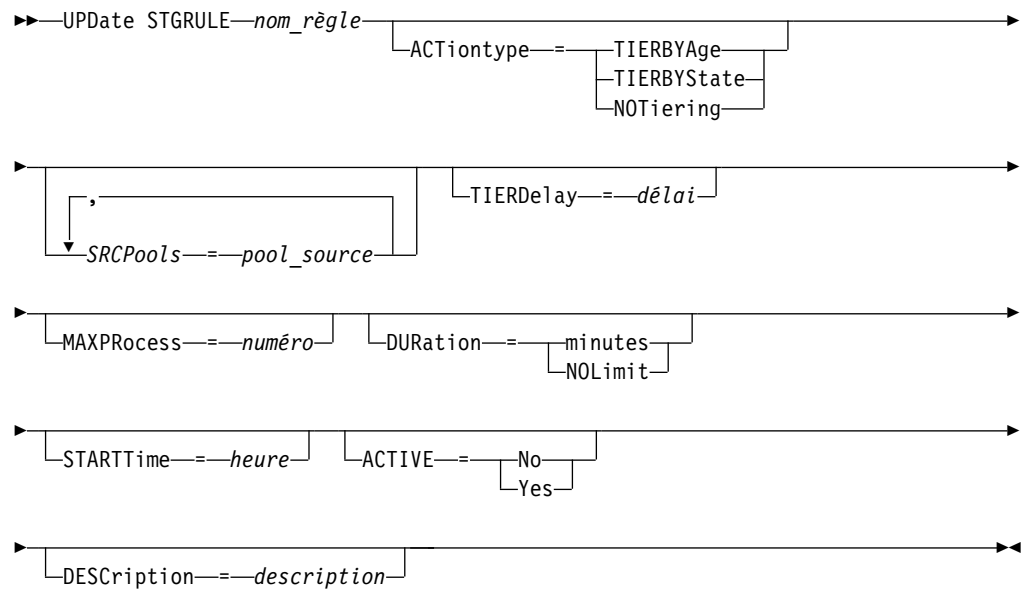 UPDate STGRULE nom_règle
ACTiontype = TIERBYAge
TIERBYState
NOTiering
,
SRCPools = pool_source
TIERDelay = délai
MAXPRocess = numéro
DURation = minutes
NOLimit
STARTTime = heure
ACTIVE = No
Yes
DESCription = description